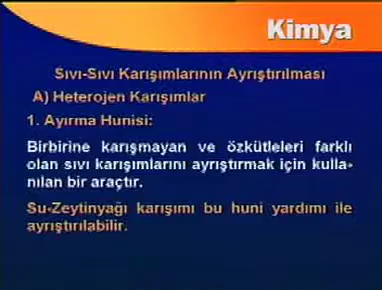 Kimya
Sıvı-Sıvı Karışımlarının Ayrıştırılması
A) Heterojen Karışımlar
1. Ayırma Hunisi:
Birbirine karışmayan ve özkütleleri farklı
olan sıvı karışımlarını ayrıştırmak için kulla-
nılan bir araçtır.
Su-Zeytinyağı karışımı bu huni yardımı ile
ayrıştırılabilir.